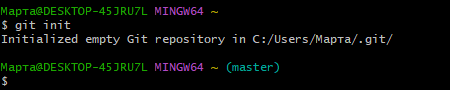 Марта@DESKTOP-45JRU7L MINGW64 ~
$ git init
Initialized empty Git repository in C:/Users/Марта/.git/
Марта@DESKTOP-45JRU7L MINGW64 ~ (master)
$